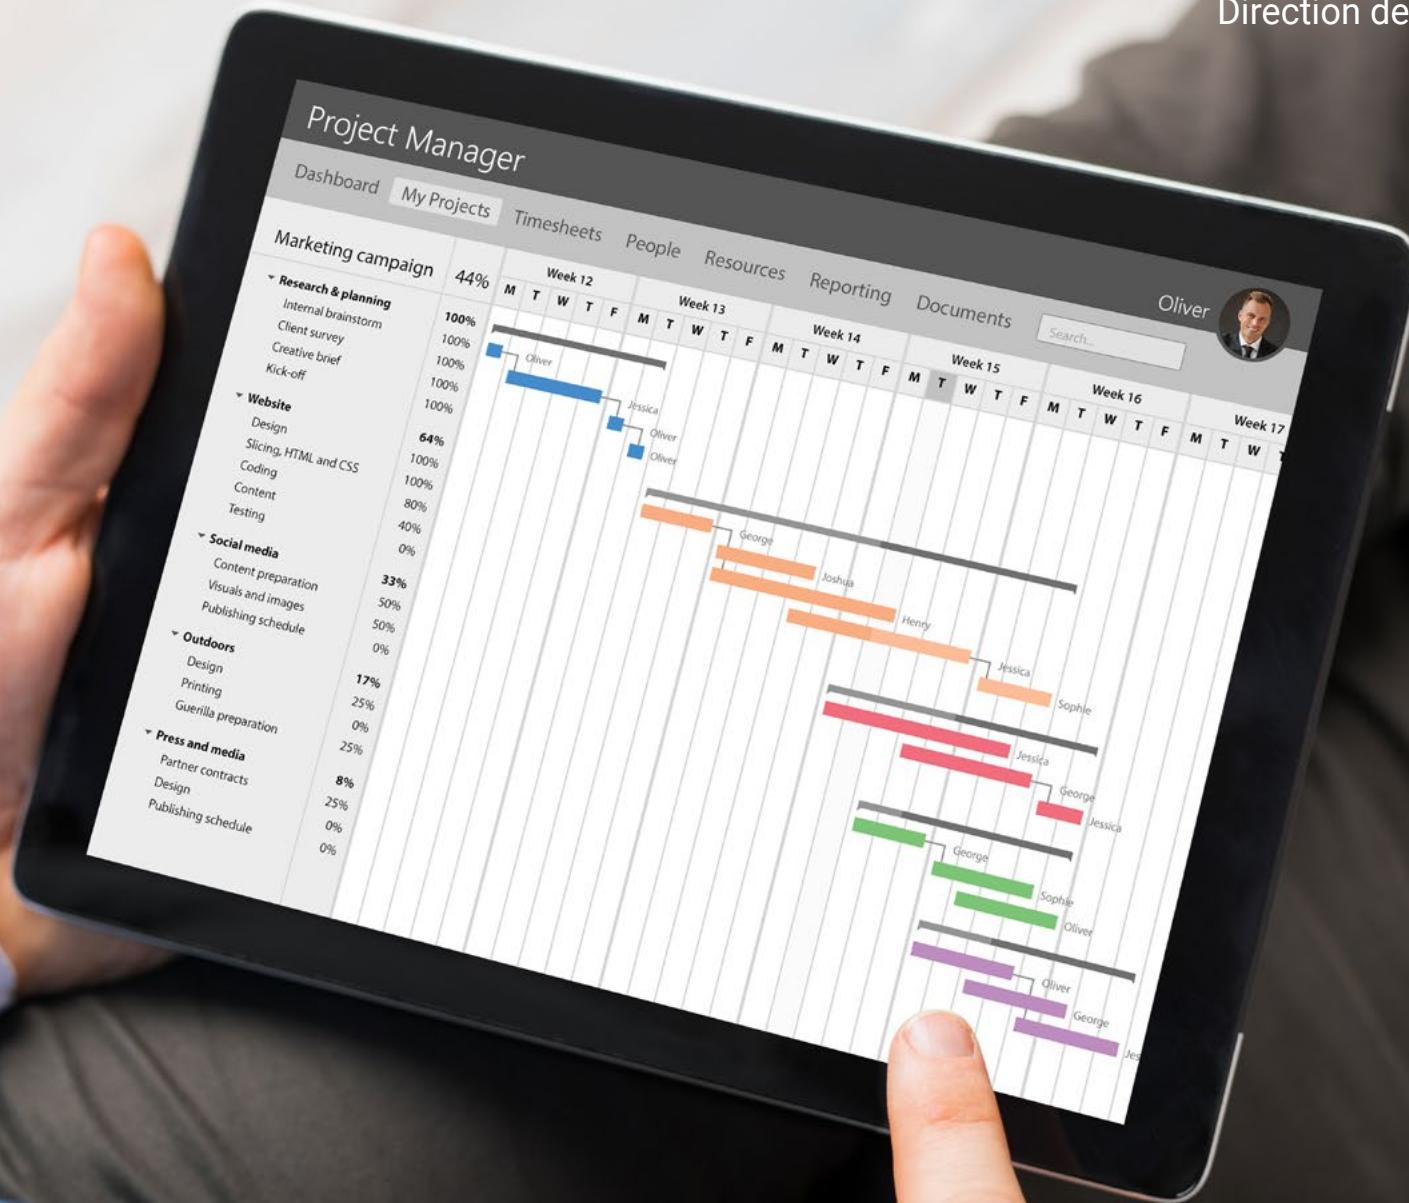 Direction de
Project Manager
Oliver
Dashboard My Projects Timesheets People Resources Reporting Documents Search...
Marketing campaign 44%
Week 12 Week 13 Week 14 Week 15 Week 16 Week 17
M T W T F M T W T F M T W T F M T W T F M T W T F M T W T
Research & planning 100%
Internal brainstorm 100%
Client survey 100%
Creative brief 100%
Kick-off 100%
Website 64%
Design 100%
Slicing, HTML and CSS 100%
Coding 80%
Content 40%
Testing 0%
Social media 33%
Content preparation 50%
Visuals and images 50%
Publishing schedule 0%
Outdoors 17%
Design 25%
Printing 0%
Guerilla preparation 25%
Press and media 8%
Partner contracts 25%
Design 0%
Publishing schedule 0%
Oliver
Jessica
Oliver
Oliver
George
Joshua
Henry
Jessica
Sophie
Jessica
George
Jessica
George
Sophie
Oliver
Oliver
George
Jes